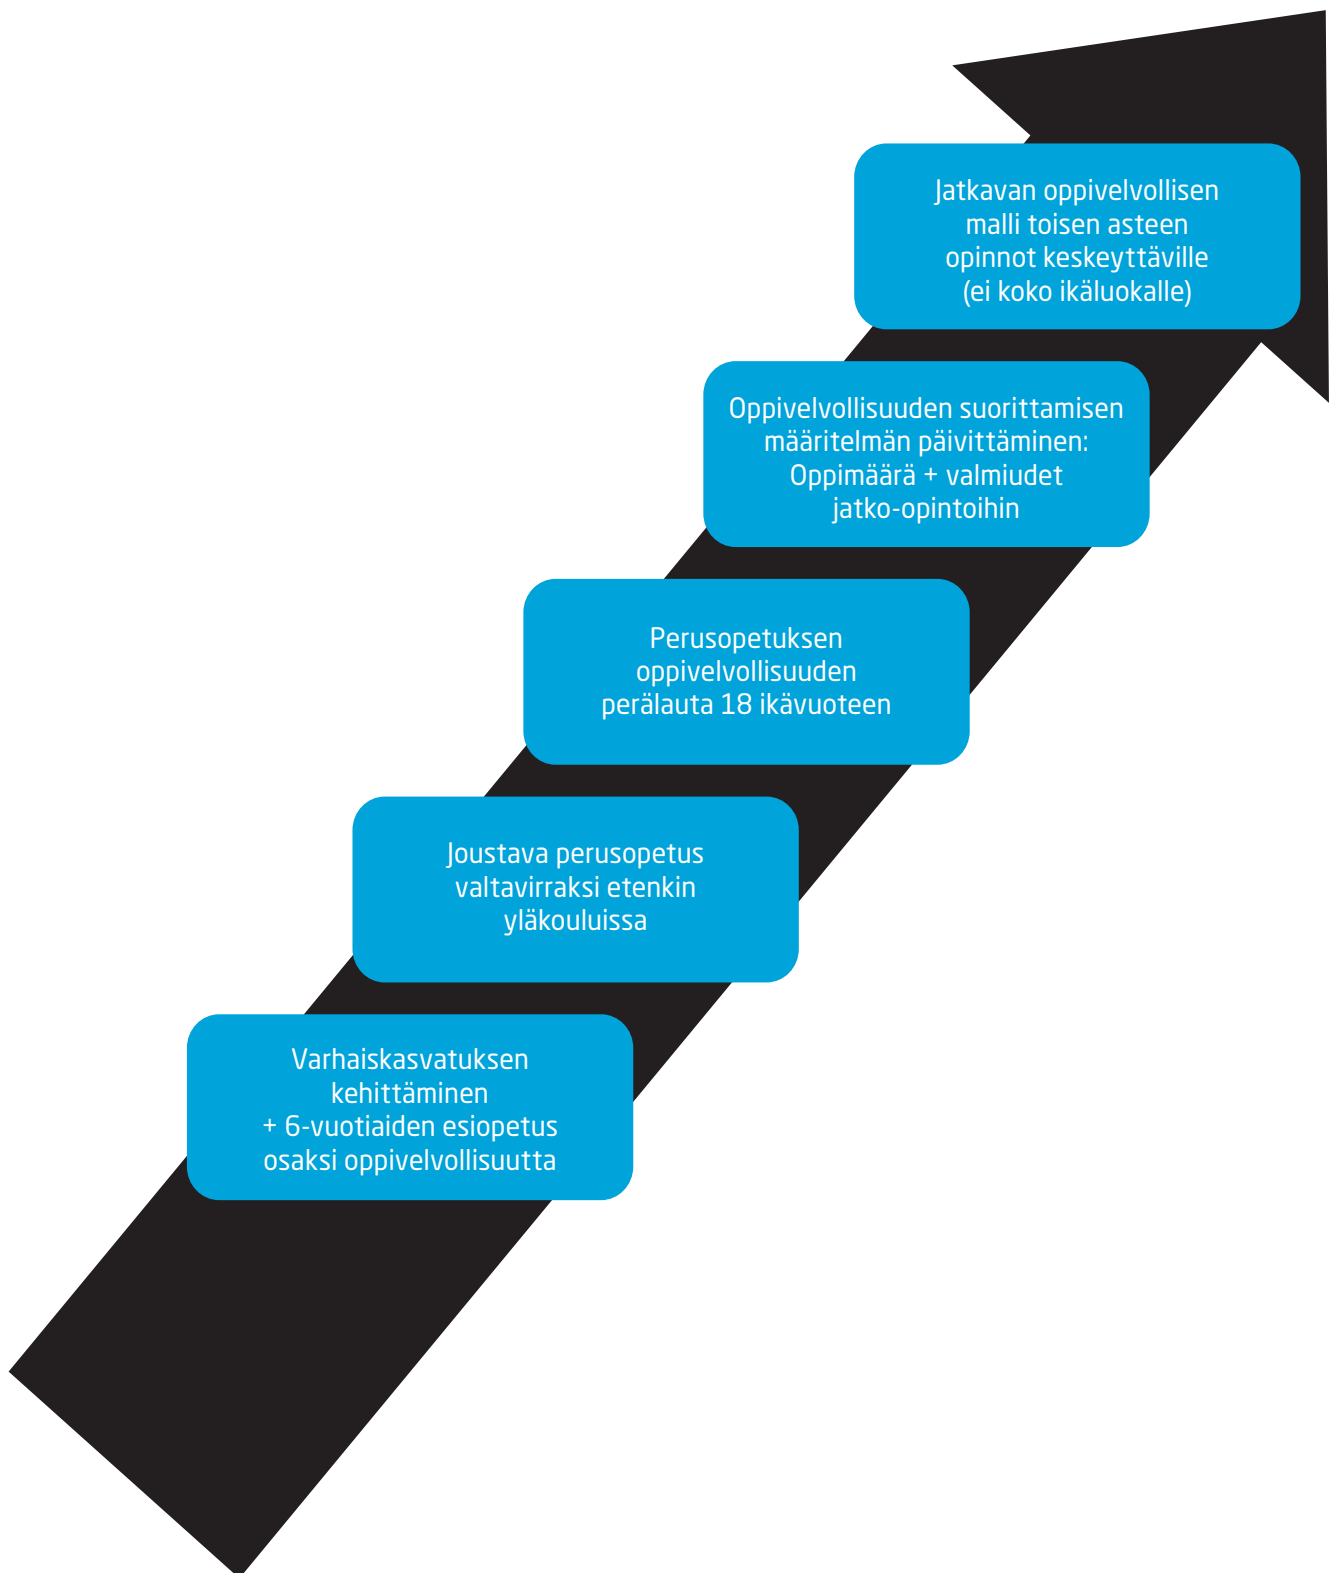 Jatkavan oppivelvollisen
malli toisen asteen
opinnot keskeyttäville
(ei koko ikäluokalle)
Oppivelvollisuuden suorittamisen
määritelmän päivittäminen:
Oppimäärä + valmiudet
jatko-opintoihin
Perusopetuksen
oppivelvollisuuden
perälauta 18 ikävuoteen
Joustava perusopetus
valtavirraksi etenkin
yläkouluissa
Varhaiskasvatuksen
kehittäminen
+ 6-vuotiaiden esiopetus
osaksi oppivelvollisuutta